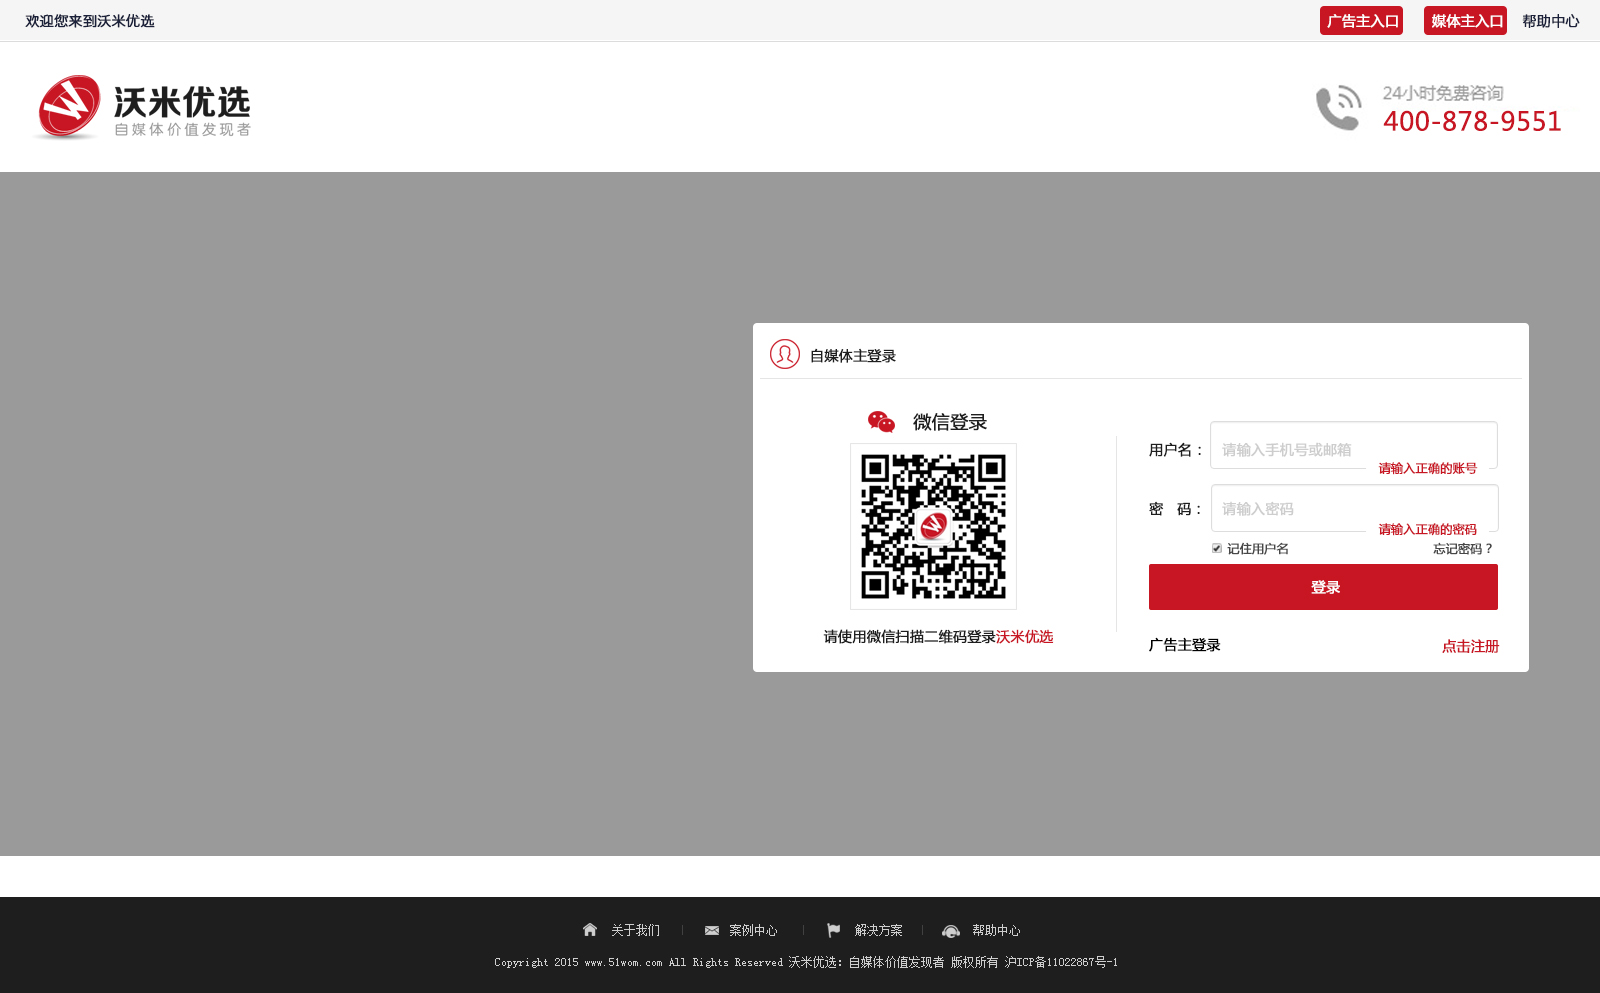 欢迎您来到沃米优选
广告主入口
媒体主入口
帮助中心
沃米优选
自媒体价值发现者
24小时免费咨询
400-878-9551
自媒体主登录
微信登录
请使用微信扫描二维码登录沃米优选
用户名：
请输入手机号或邮箱
请输入正确的账号
密 码：
请输入密码
请输入正确的密码
记住用户名
忘记密码？
登录
广告主登录
点击注册
关于我们
案例中心
解决方案
帮助中心
Copyright 2015 www.51wom.com All Rights Reserved 沃米优选: 自媒体价值发现者 版权所有 沪ICP备11022867号-1